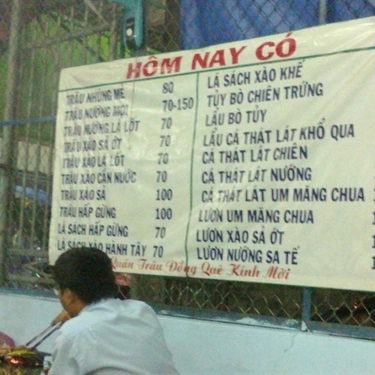 HÔM NAY CÓ
TRÂU NHÚNG MẺ 80
TRÂU NƯỚNG MỌI 70-150
TRÂU NƯỚNG LÁ LỐT 70
TRÂU XÀO SẢ ỚT 70
TRÂU XÀO LÁ LỐT 70
TRÂU XÀO CẦN NƯỚC 70
TRÂU XÁO SẢ 100
TRÂU HẤP GỪNG 100
LÁ SÁCH HẤP GỪNG 70
LÁ SÁCH XÀO HÀNH TÂY 70
LÁ SÁCH XÀO KHẾ
TỦY BÒ CHIÊN TRỨNG
LẨU BÒ TỦY
LẨU CÁ THÁT LÁT KHỔ QUA
CÁ THÁT LÁT CHIÊN
CÁ THÁT LÁT NƯỚNG
CÁ THÁT LÁT UM MĂNG CHUA
LƯƠN UM MĂNG CHUA
LƯƠN XÀO SẢ ỚT
LƯƠN NƯỚNG SA TẾ
Quán Trâu Đồng Quê Kính Mời